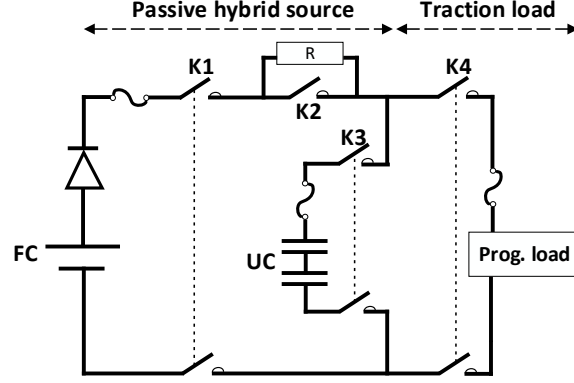 Passive hybrid source
Traction load
K1
R
K4
K2
K3
FC
UC
Prog. load